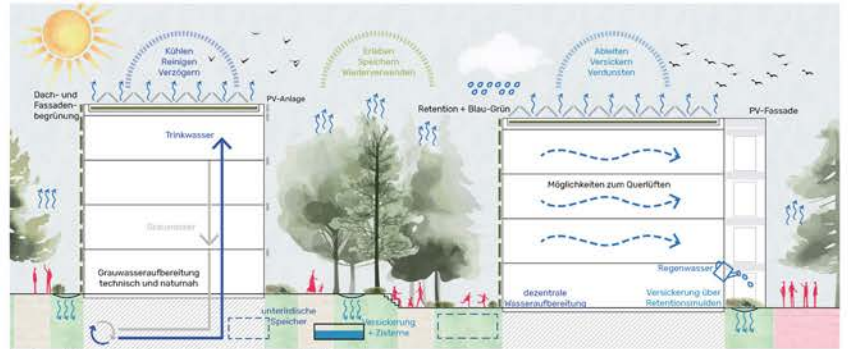 Kühlen
Reinigen
Verzögern
Erleben
Speichern
Wiederverwenden
Ableiten
Versickern
Verdunsten
Dach- und
Fassaden-
begrünung
PV-Anlage
Retention + Blau-Grün
PV-Fassade
Trinkwasser
Möglichkeiten zum Querlüften
Grauwasser
Grauwasseraufbereitung
technisch und naturnah
Regenwasser
dezentrale
Wasseraufbereitung
Versickerung über
Retentionsmulden
unterirdische
Speicher
Versickerung
+ Zisterne